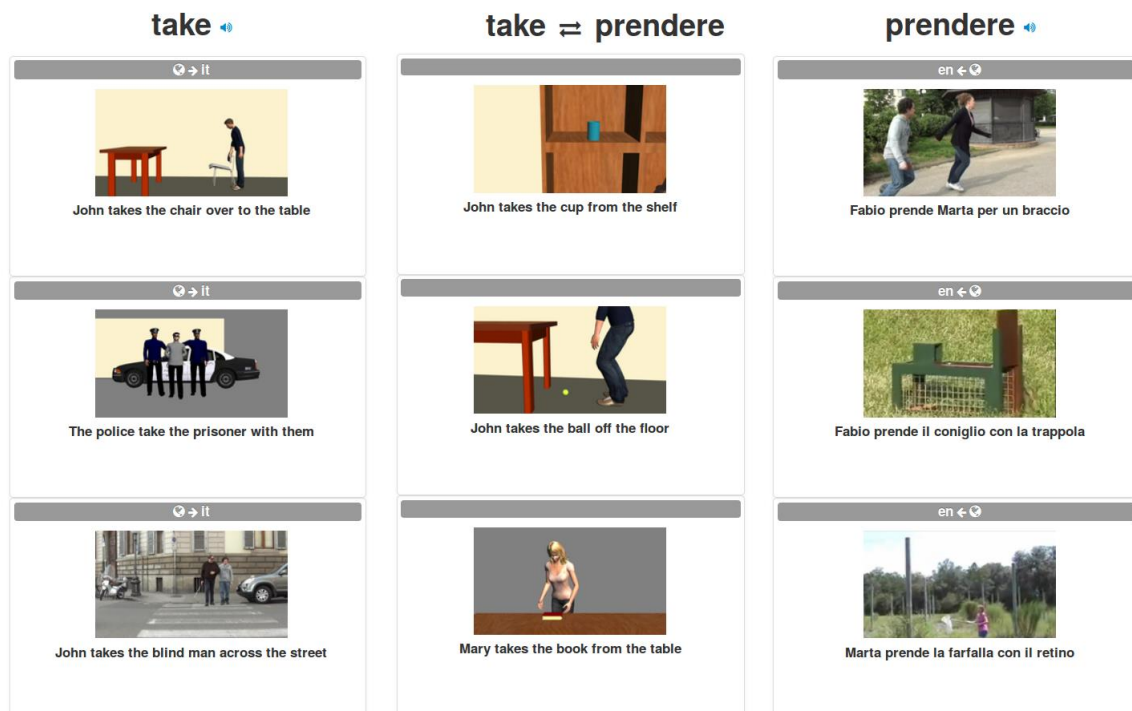 take
→ it
John takes the chair over to the table
→ it
The police take the prisoner with them
→ it
John takes the blind man across the street
take ⇄ prendere
John takes the cup from the shelf
John takes the ball off the floor
Mary takes the book from the table
prendere
en ←
Fabio prende Marta per un braccio
en ←
Fabio prende il coniglio con la trappola
en ←
Marta prende la farfalla con il retino